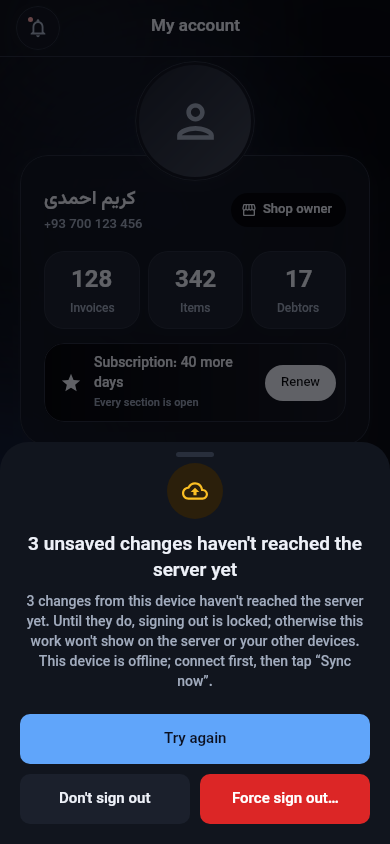 My account
کریم احمدی
+93 700 123 456
Shop owner
128
342
17
Invoices
Items
Debtors
Subscription: 40 more
days
Every section is open
Renew
3 unsaved changes haven't reached the
server yet
3 changes from this device haven't reached the server
yet. Until they do, signing out is locked; otherwise this
work won't show on the server or your other devices.
This device is offline; connect first, then tap “Sync
now”.
Try again
Don't sign out
Force sign out…